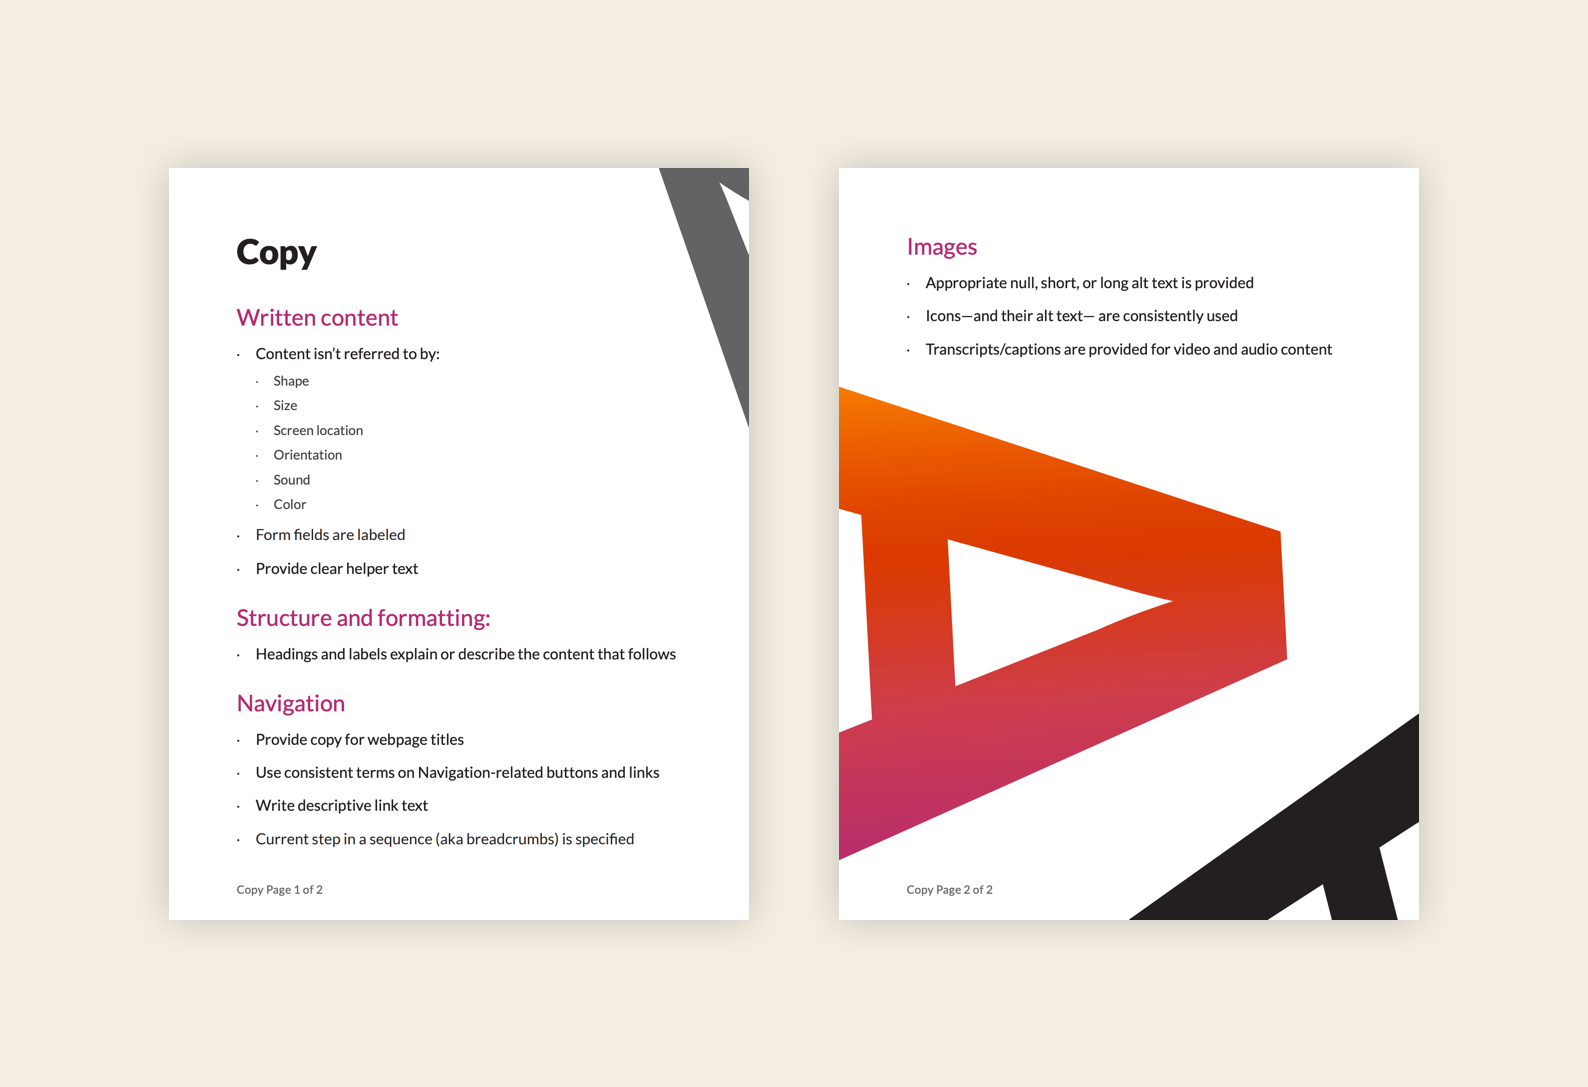 Copy
Written content
· Content isn’t referred to by:
· Shape
· Size
· Screen location
· Orientation
· Sound
· Color
· Form fields are labeled
· Provide clear helper text
Structure and formatting:
· Headings and labels explain or describe the content that follows
Navigation
· Provide copy for webpage titles
· Use consistent terms on Navigation-related buttons and links
· Write descriptive link text
· Current step in a sequence (aka breadcrumbs) is specified
Copy Page 1 of 2
Images
· Appropriate null, short, or long alt text is provided
· Icons—and their alt text— are consistently used
· Transcripts/captions are provided for video and audio content
Copy Page 2 of 2